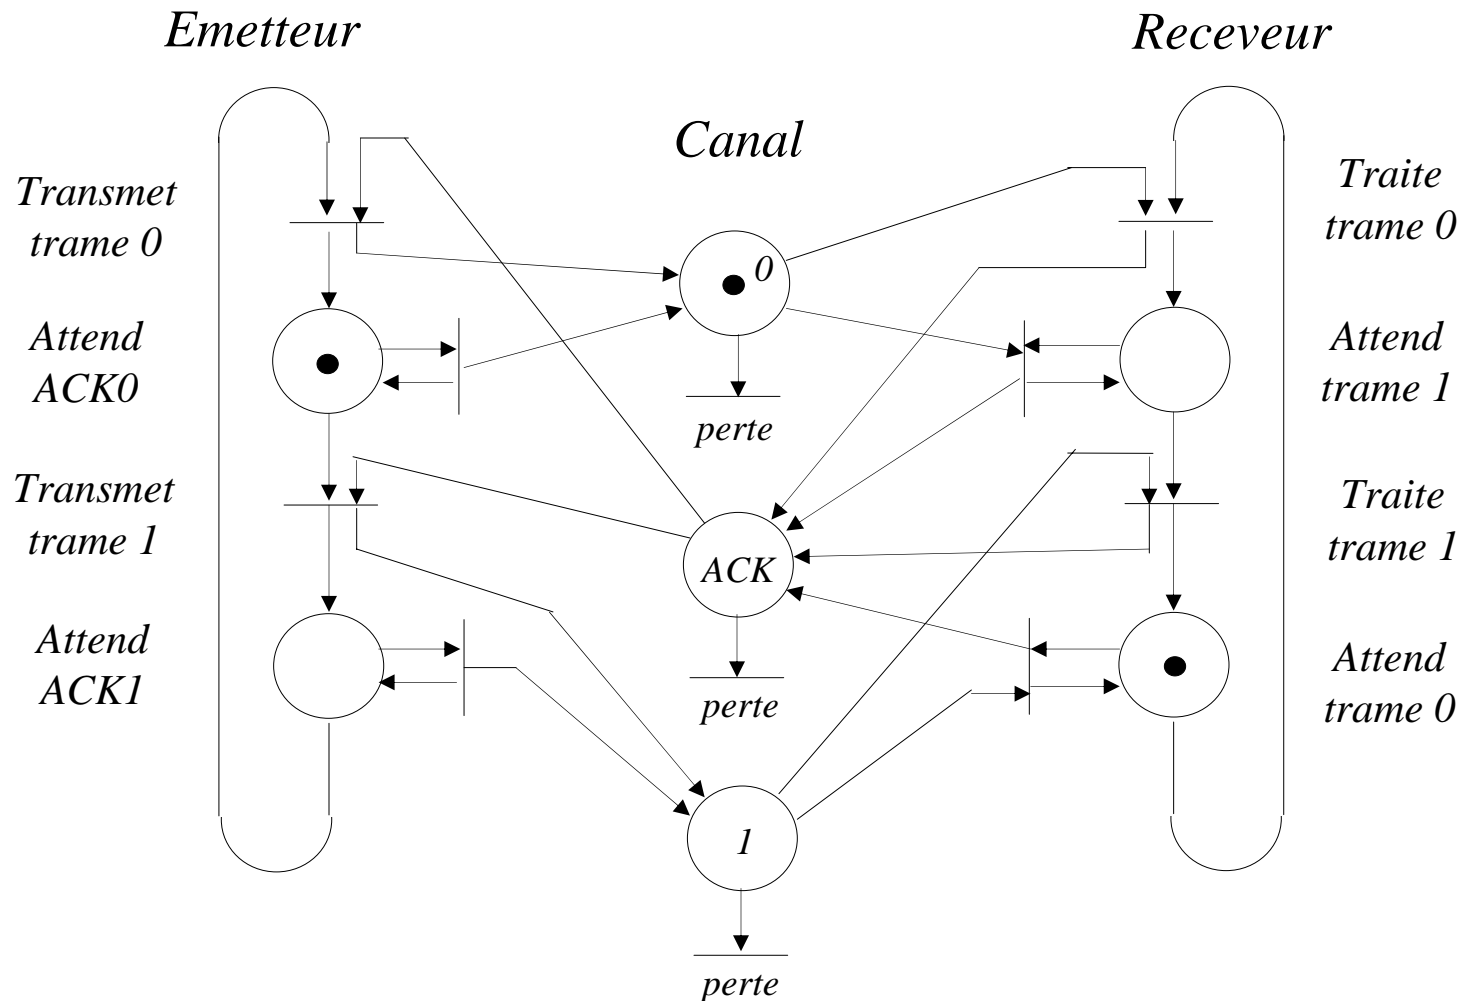 Emetteur
Receveur
Canal
Transmet
trame 0
Traite
trame 0
0
Attend
ACK0
Attend
trame 1
perte
Transmet
trame 1
Traite
trame 1
ACK
Attend
ACK1
Attend
trame 0
perte
1
perte